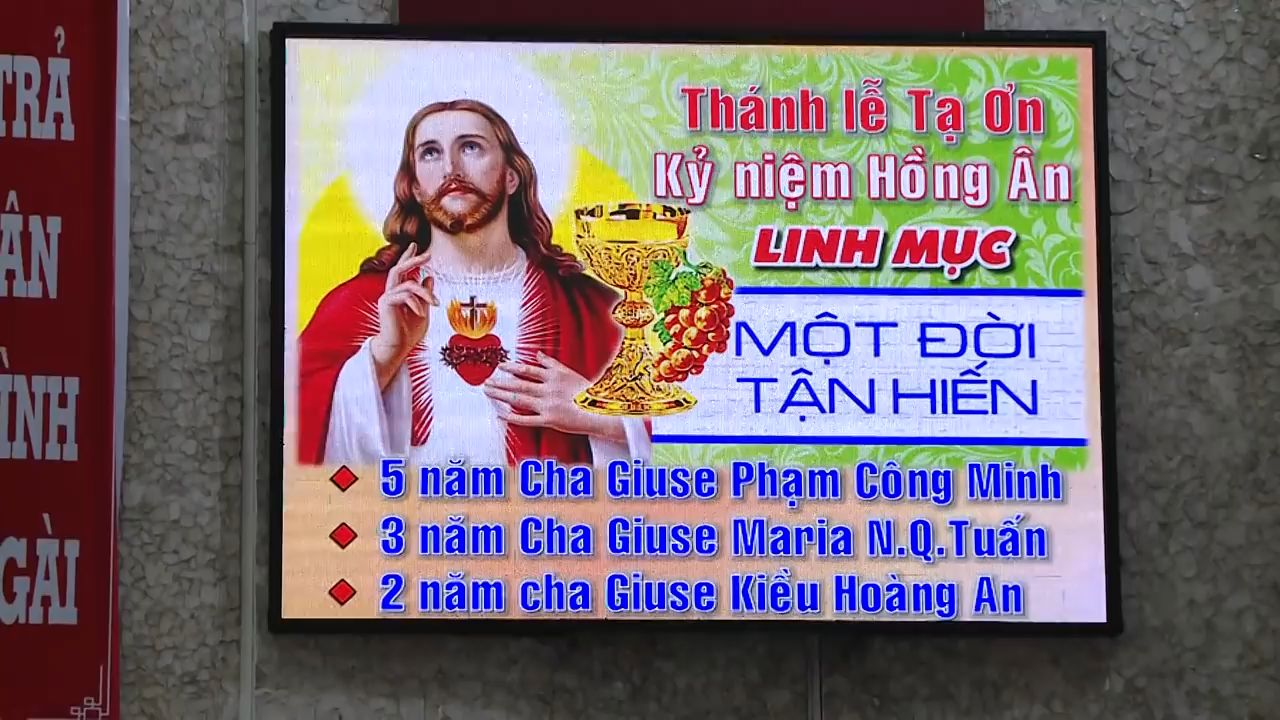 TRẢ
ÂN
ÌNH
GÀI
Thánh lễ Tạ Ơn
Kỷ niệm Hồng Ân
LINH MỤC
MỘT ĐỜI
TẬN HIẾN
5 năm Cha Giuse Phạm Công Minh
3 năm Cha Giuse Maria N.Q.Tuấn
2 năm cha Giuse Kiều Hoàng An